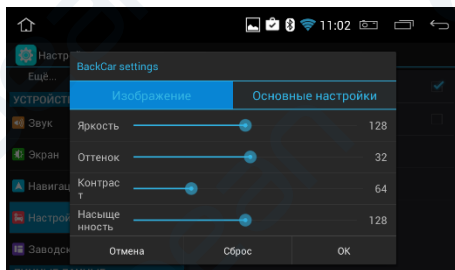 11:02
Настр
BackCar settings
Ещё...
Изображение
Основные настройки
УСТРОЙСТ
Звук
Яркость
128
Экран
Оттенок
32
Навигац
Контрас
т
64
Настрой
Насыще
нность
128
Заводск
Отмена
Сброс
ОК